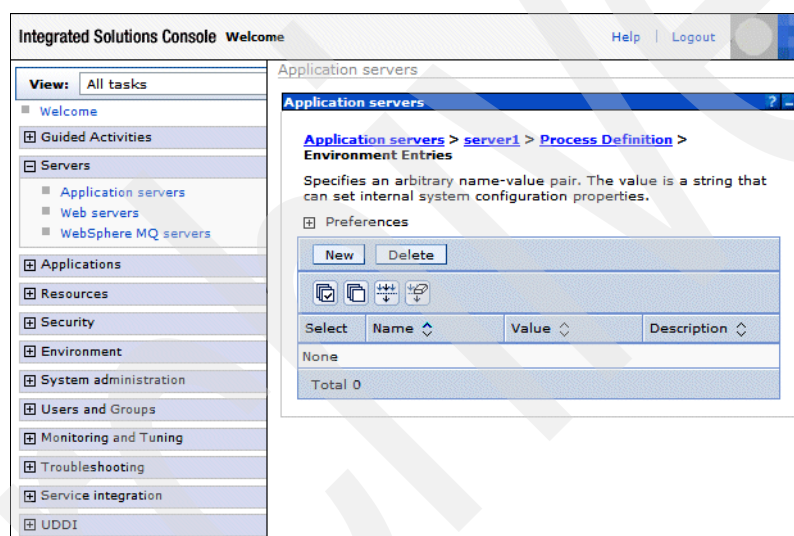 Integrated Solutions Console Welcome
Help | Logout
View: All tasks
Welcome
Guided Activities
Servers
Application servers
Web servers
WebSphere MQ servers
Applications
Resources
Security
Environment
System administration
Users and Groups
Monitoring and Tuning
Troubleshooting
Service integration
UDDI
Application servers
Application servers ? –
Application servers > server1 > Process Definition >
Environment Entries
Specifies an arbitrary name-value pair. The value is a string that
can set internal system configuration properties.
Preferences
New Delete
Select Name Value Description
None
Total 0